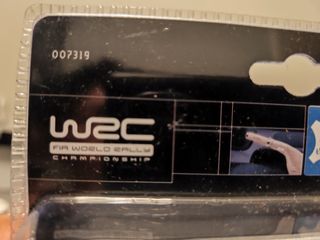 007319
WRC
FIA WORLD RALLY
CHAMPIONSHIP